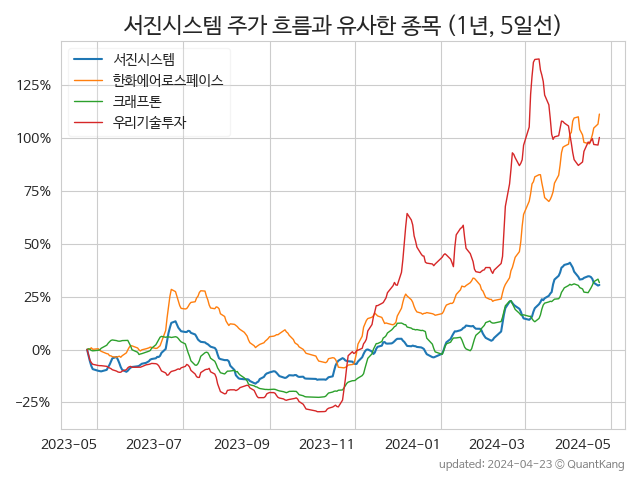 서진시스템 주가 흐름과 유사한 종목 (1년, 5일선)
서진시스템
한화에어로스페이스
크래프톤
우리기술투자
125%
100%
75%
50%
25%
0%
−25%
2023-05 2023-07 2023-09 2023-11 2024-01 2024-03 2024-05
updated: 2024-04-23 © QuantKang